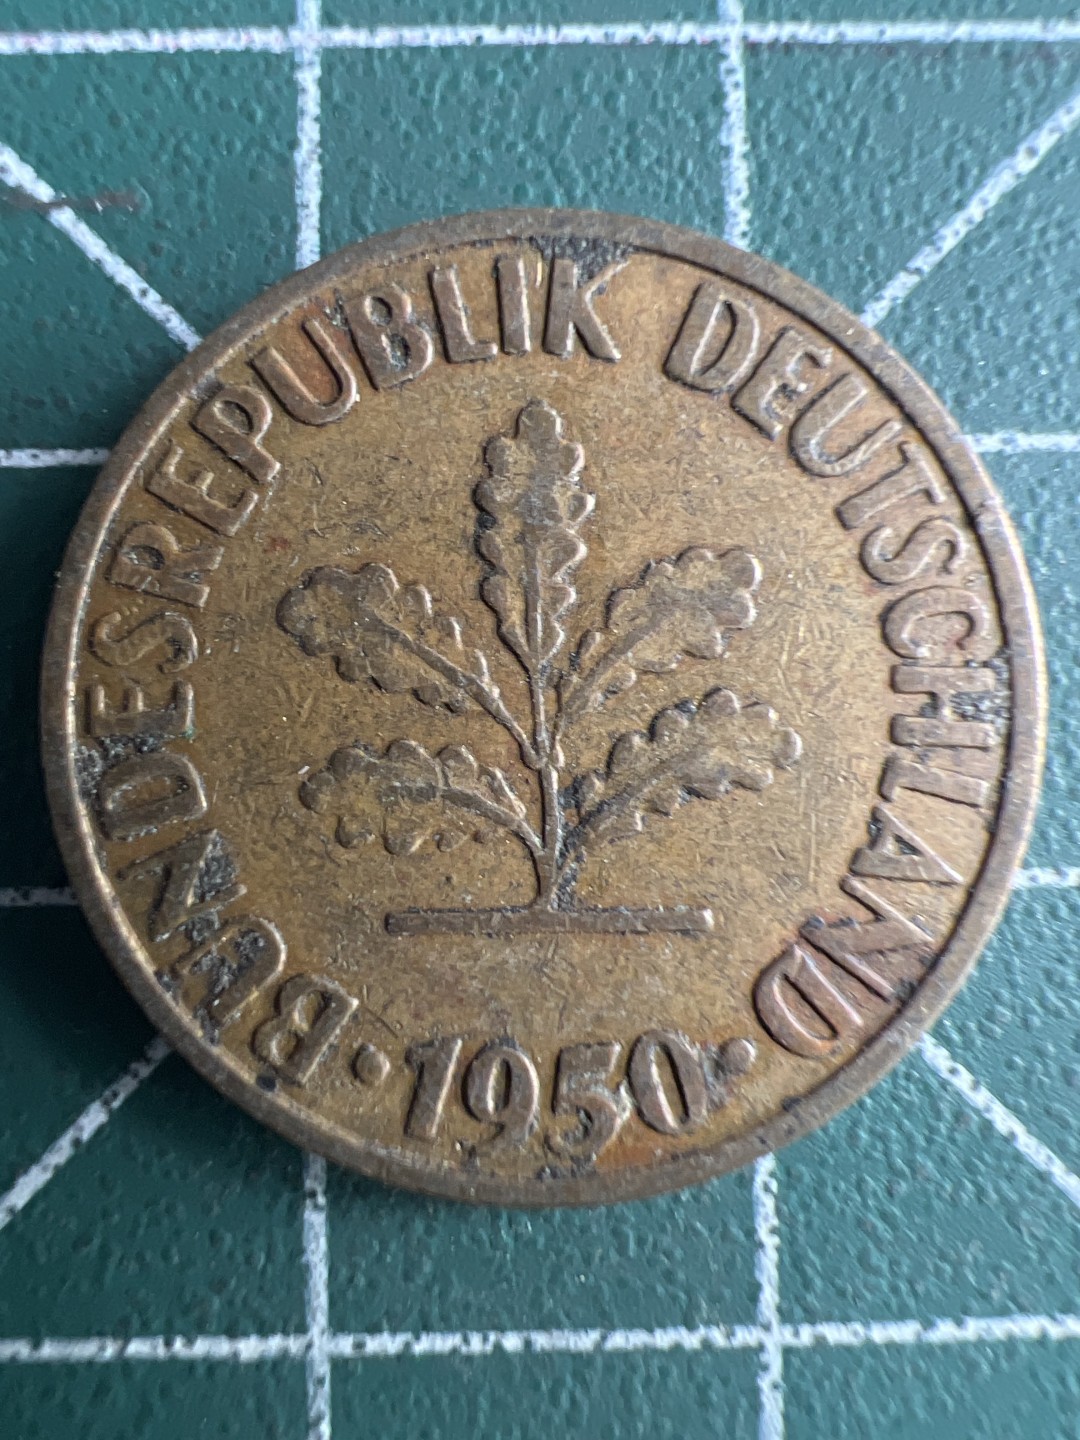 BUNDESREPUBLIK DEUTSCHLAND
· 1950 ·